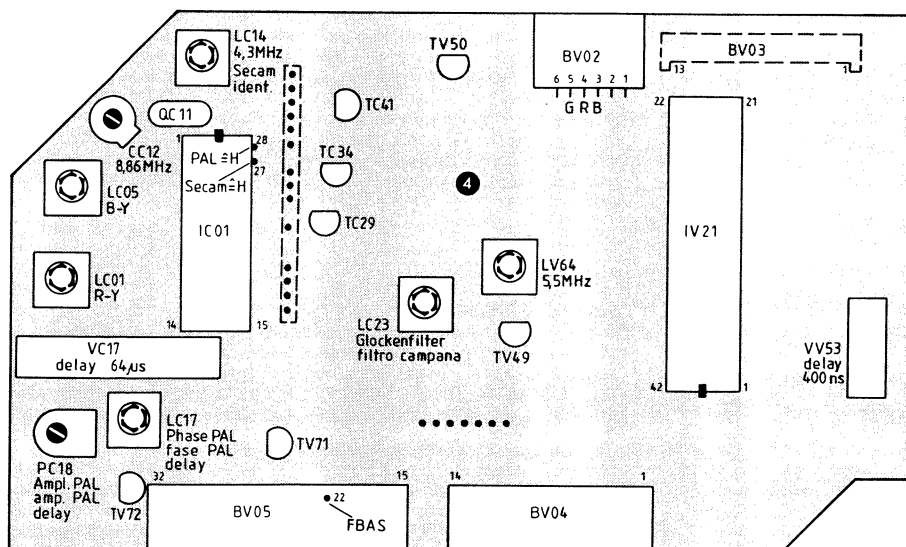 LC14
4,3MHz
Secam
ident.
TV50
BV02
6 5 4 3 2 1
G R B
BV03
13
1
QC11
CC12
8,86MHz
TC41
22
21
1
28
PAL≙H
27
Secam≙H
TC34
4
LC05
B-Y
IC01
TC29
IV21
LC01
R-Y
LV64
5,5MHz
14
15
LC23
Glockenfilter
filtro campana
TV49
VC17
delay 64µs
VV53
delay
400ns
42
1
LC17
Phase PAL
fase PAL
delay
TV71
PC18
Ampl. PAL
amp. PAL
delay
TV72
32
15
14
1
BV05
22
FBAS
BV04